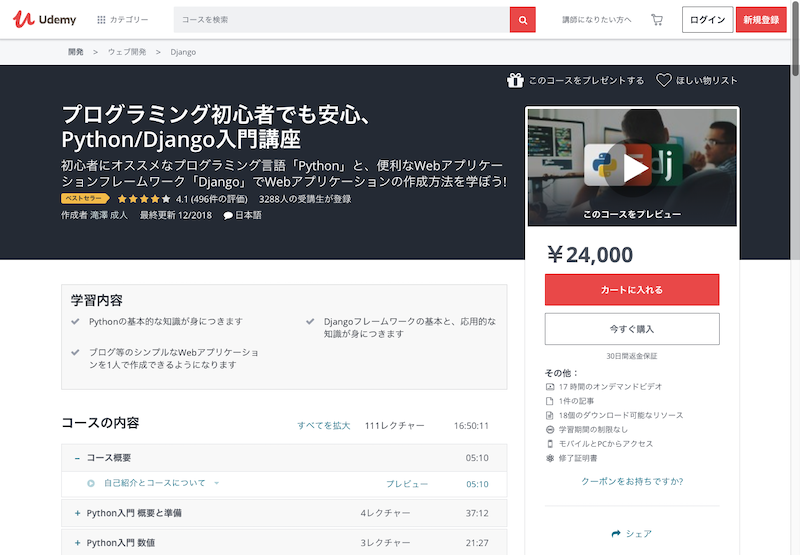 Udemy
カテゴリー
コースを検索
講師になりたい方へ
ログイン
新規登録
開発 > ウェブ開発 > Django
このコースをプレゼントする
ほしい物リスト
プログラミング初心者でも安心、
Python/Django入門講座
初心者にオススメなプログラミング言語「Python」と、便利なWebアプリケー
ションフレームワーク「Django」でWebアプリケーションの作成方法を学ぼう!
ベストセラー 4.1 (496件の評価) 3288人の受講生が登録
作成者 滝澤 成人 最終更新 12/2018 日本語
dj
このコースをプレビュー
¥24,000
カートに入れる
今すぐ購入
30日間返金保証
その他：
17 時間のオンデマンドビデオ
1件の記事
18個のダウンロード可能なリソース
学習期間の制限なし
モバイルとPCからアクセス
修了証明書
クーポンをお持ちですか?
シェア
学習内容
Pythonの基本的な知識が身につきます
Djangoフレームワークの基本と、応用的な
知識が身につきます
ブログ等のシンプルなWebアプリケーショ
ンを1人で作成できるようになります
コースの内容
すべてを拡大 111レクチャー 16:50:11
– コース概要 05:10
自己紹介とコースについて プレビュー 05:10
+ Python入門 概要と準備 4レクチャー 37:12
+ Python入門 数値 3レクチャー 21:27